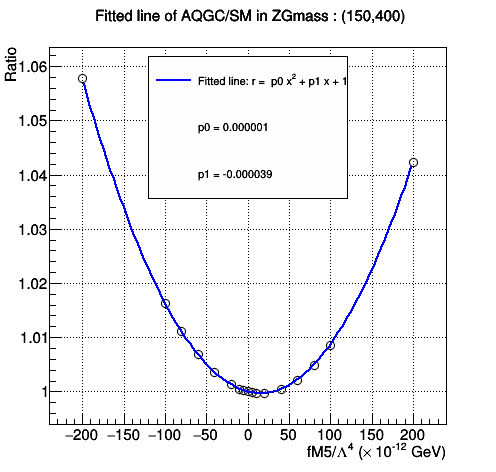 Fitted line of AQGC/SM in ZGmass : (150,400)
Ratio
Fitted line: r = p0 x² + p1 x + 1
p0 = 0.000001
p1 = -0.000039
1.06
1.05
1.04
1.03
1.02
1.01
1
−200 −150 −100 −50 0 50 100 150 200
fM5/Λ⁴ (× 10⁻¹² GeV)